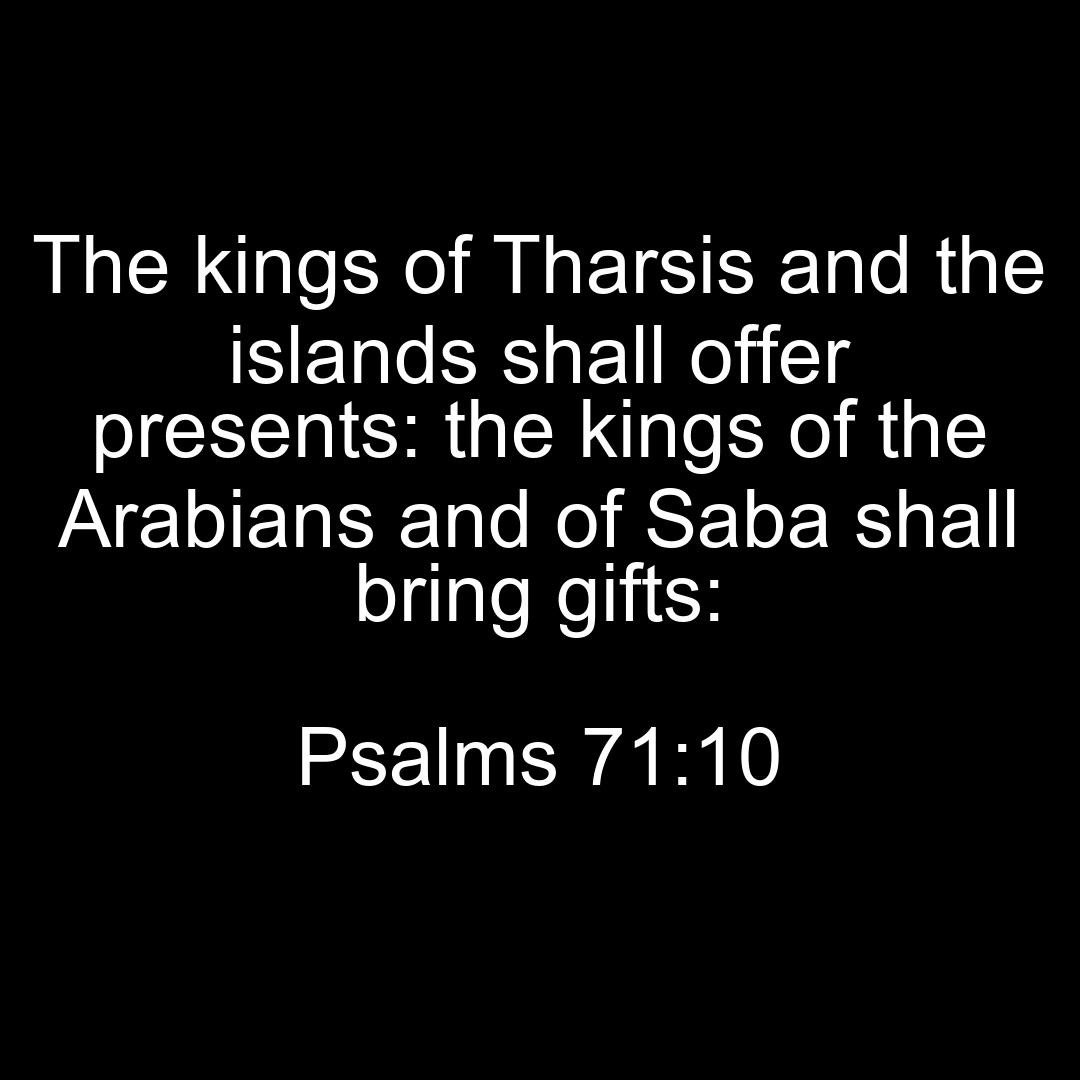 The kings of Tharsis and the
islands shall offer
presents: the kings of the
Arabians and of Saba shall
bring gifts:
Psalms 71:10